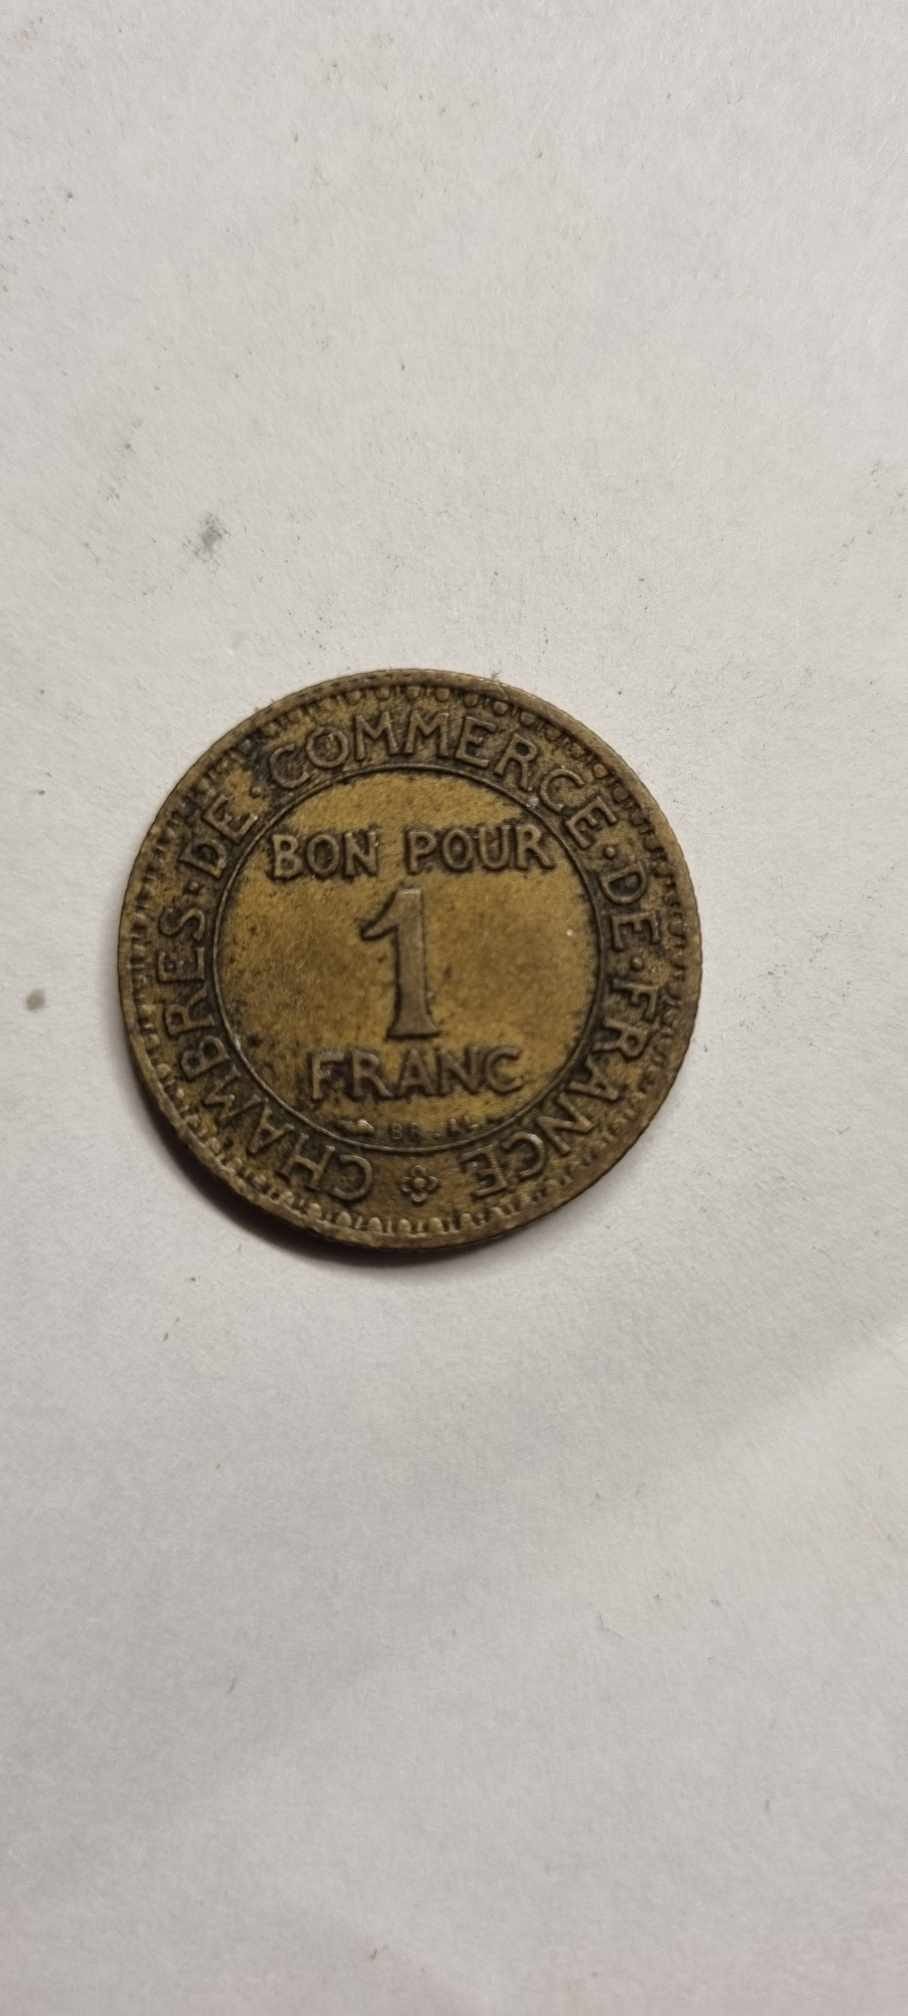 CHAMBRES · DE · COMMERCE · DE · FRANCE
BON POUR
1
FRANC